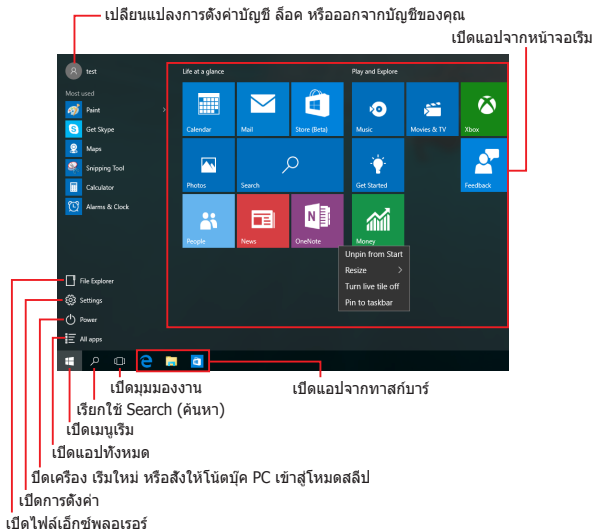 เปลี่ยนแปลงการตั้งค่าบัญชี ล็อค หรือออกจากบัญชีของคุณ
เปิดแอปจากหน้าจอเริ่ม
test
Life at a glance
Play and Explore
Most used
Paint
Get Skype
Maps
Snipping Tool
Calculator
Alarms & Clock
Calendar
Mail
Store (Beta)
Music
Movies & TV
Xbox
Photos
Search
Get Started
Feedback
People
News
OneNote
Money
Unpin from Start
Resize
Turn live tile off
Pin to taskbar
File Explorer
Settings
Power
All apps
เปิดมุมมองงาน
เปิดแอปจากทาสก์บาร์
เรียกใช้ Search (ค้นหา)
เปิดเมนูเริ่ม
เปิดแอปทั้งหมด
ปิดเครื่อง เริ่มใหม่ หรือสั่งให้โน้ตบุ๊ค PC เข้าสู่โหมดสลีป
เปิดการตั้งค่า
เปิดไฟล์เอ็กซ์พลอเรอร์